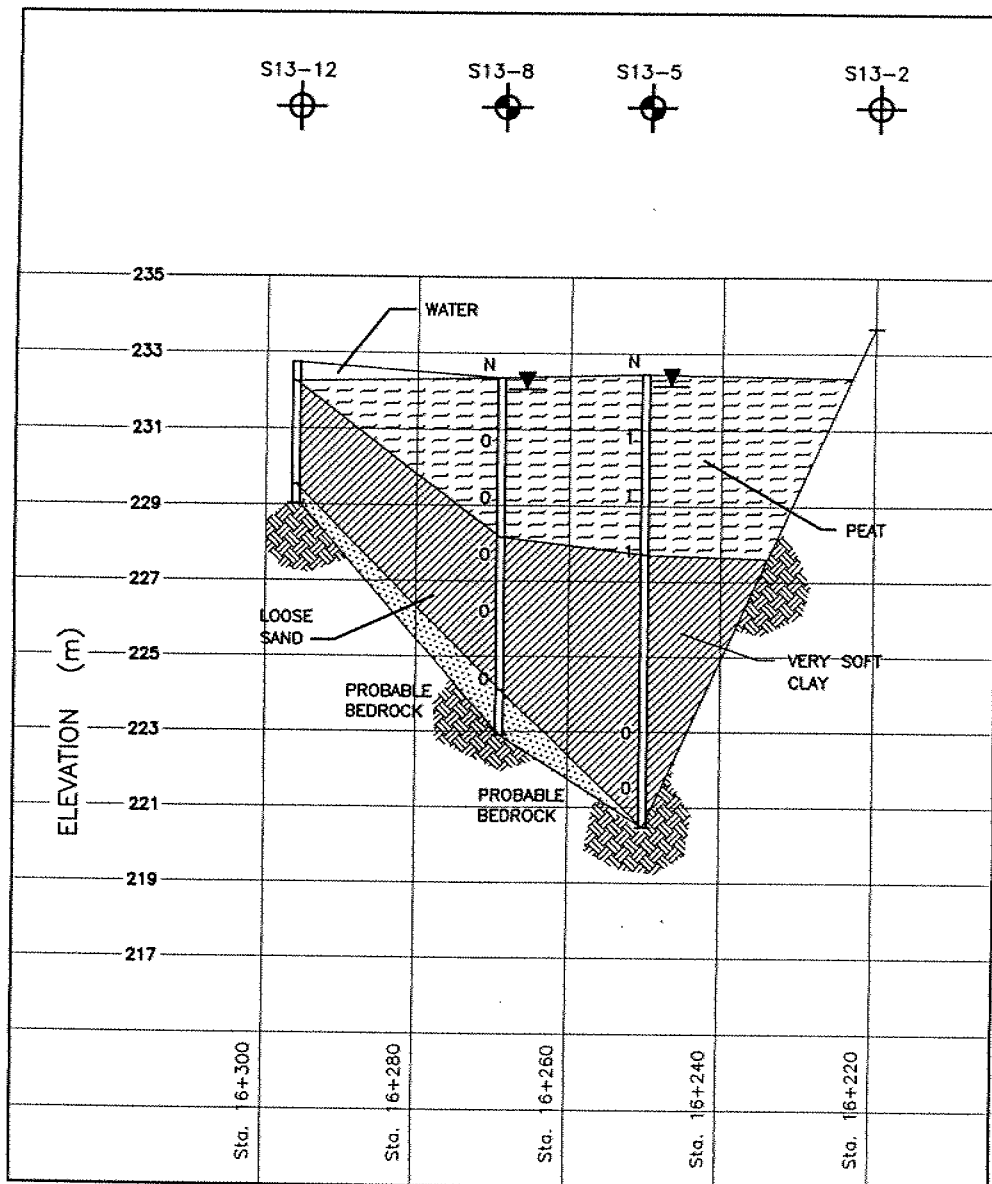 S13-12 S13-8 S13-5 S13-2
235
WATER
233
N N
231
0 1
229
0 1
PEAT
0 1
227
0
LOOSE
SAND
225
VERY SOFT
CLAY
0
PROBABLE
BEDROCK
223
0
PROBABLE
BEDROCK
0
221
219
217
ELEVATION (m)
Sta. 16+300
Sta. 16+280
Sta. 16+260
Sta. 16+240
Sta. 16+220